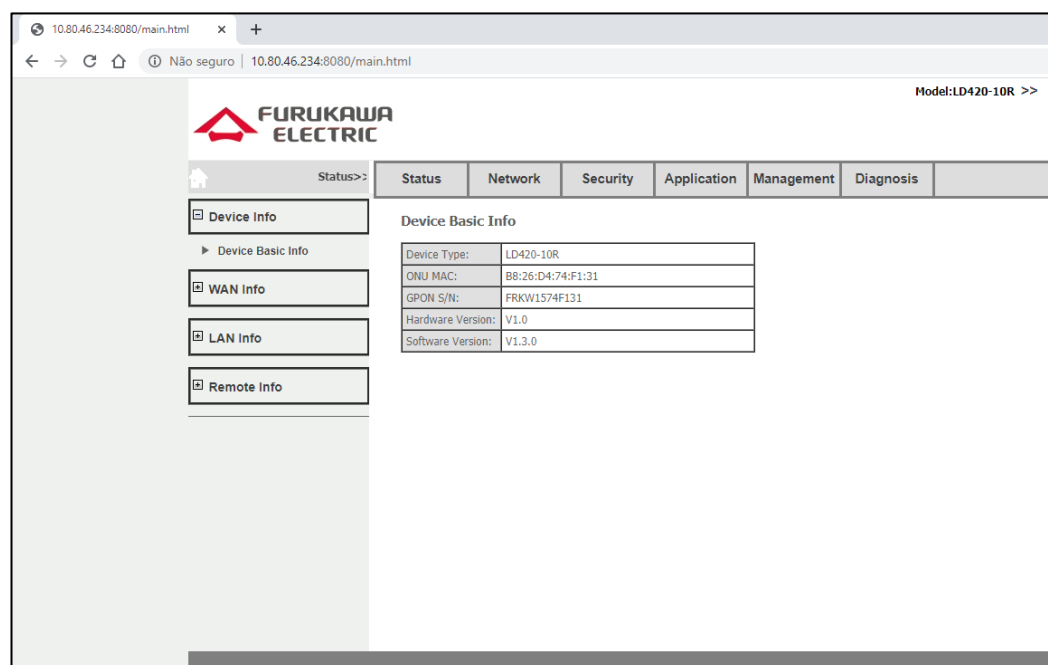 10.80.46.234:8080/main.html
Não seguro | 10.80.46.234:8080/main.html
Model:LD420-10R >>
FURUKAWA
ELECTRIC
Status>>
Status Network Security Application Management Diagnosis
Device Info
Device Basic Info
WAN Info
LAN Info
Remote Info
Device Basic Info
Device Type: LD420-10R
ONU MAC: B8:26:D4:74:F1:31
GPON S/N: FRKW1574F131
Hardware Version: V1.0
Software Version: V1.3.0